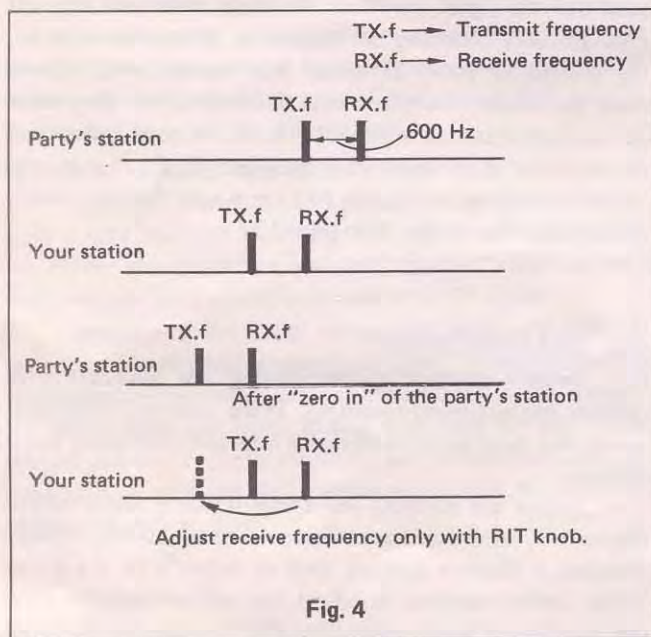 TX.f → Transmit frequency
RX.f → Receive frequency
TX.f RX.f
600 Hz
Party's station
TX.f RX.f
Your station
TX.f RX.f
Party's station
After "zero in" of the party's station
TX.f RX.f
Your station
Adjust receive frequency only with RIT knob.
Fig. 4